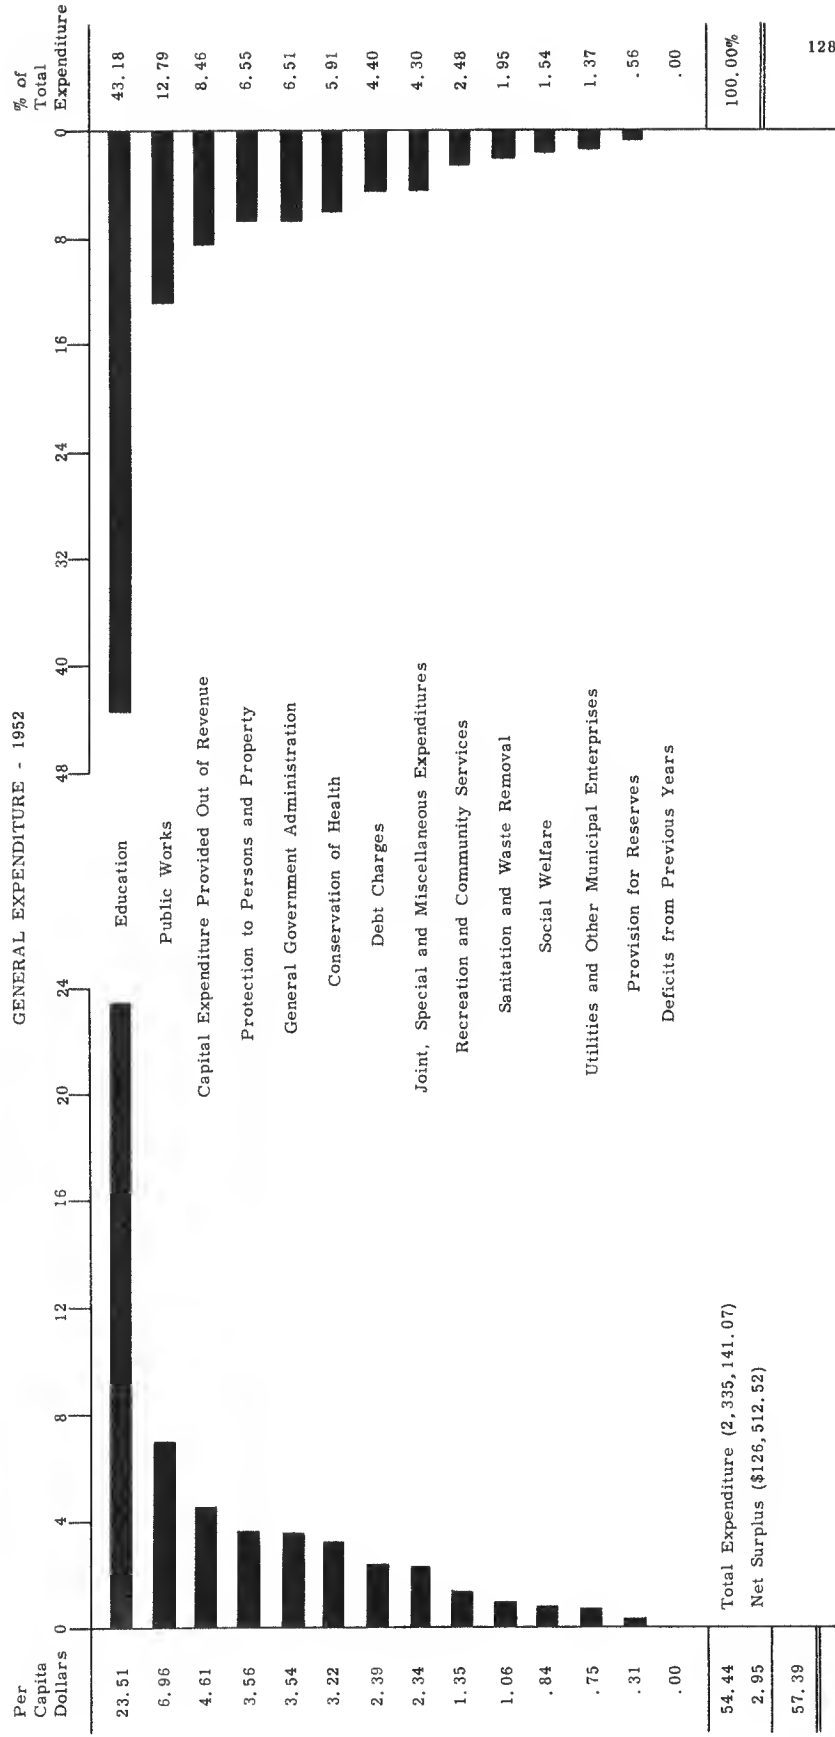 GENERAL EXPENDITURE - 1952
Per
Capita
Dollars
0 4 8 12 16 20 24
48 40 32 24 16 8 0
% of
Total
Expenditure
23.51 Education 43.18
6.96 Public Works 12.79
4.61 Capital Expenditure Provided Out of Revenue 8.46
3.56 Protection to Persons and Property 6.55
3.54 General Government Administration 6.51
3.22 Conservation of Health 5.91
2.39 Debt Charges 4.40
2.34 Joint, Special and Miscellaneous Expenditures 4.30
1.35 Recreation and Community Services 2.48
1.06 Sanitation and Waste Removal 1.95
.84 Social Welfare 1.54
.75 Utilities and Other Municipal Enterprises 1.37
.31 Provision for Reserves .56
.00 Deficits from Previous Years .00
54.44 Total Expenditure (2,335,141.07) 100.00%
2.95 Net Surplus ($126,512.52)
57.39
128